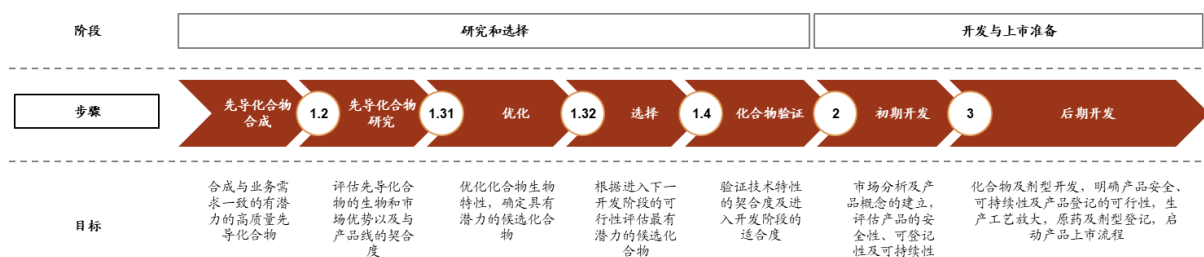 阶段
研究和选择
开发与上市准备
步骤
先导化合物
合成
1.2
先导化合物
研究
1.31
优化
1.32
选择
1.4
化合物验证
2
初期开发
3
后期开发
目标
合成与业务需
求一致的有潜
力的高质量先
导化合物
评估先导化合
物的生物和市
场优势以及与
产品线的契合
度
优化化合物生物
特性，确定具有
潜力的候选化合
物
根据进入下一
开发阶段的可
行性评估最有
潜力的候选化
合物
验证技术特性
的契合度及进
入开发阶段的
适合度
市场分析及产
品概念的建立，
评估产品的安
全性、可登记
性及可持续性
化合物及剂型开发，明确产品安全、
可持续性及产品登记的可行性，生
产工艺放大，原药及剂型登记，启
动产品上市流程